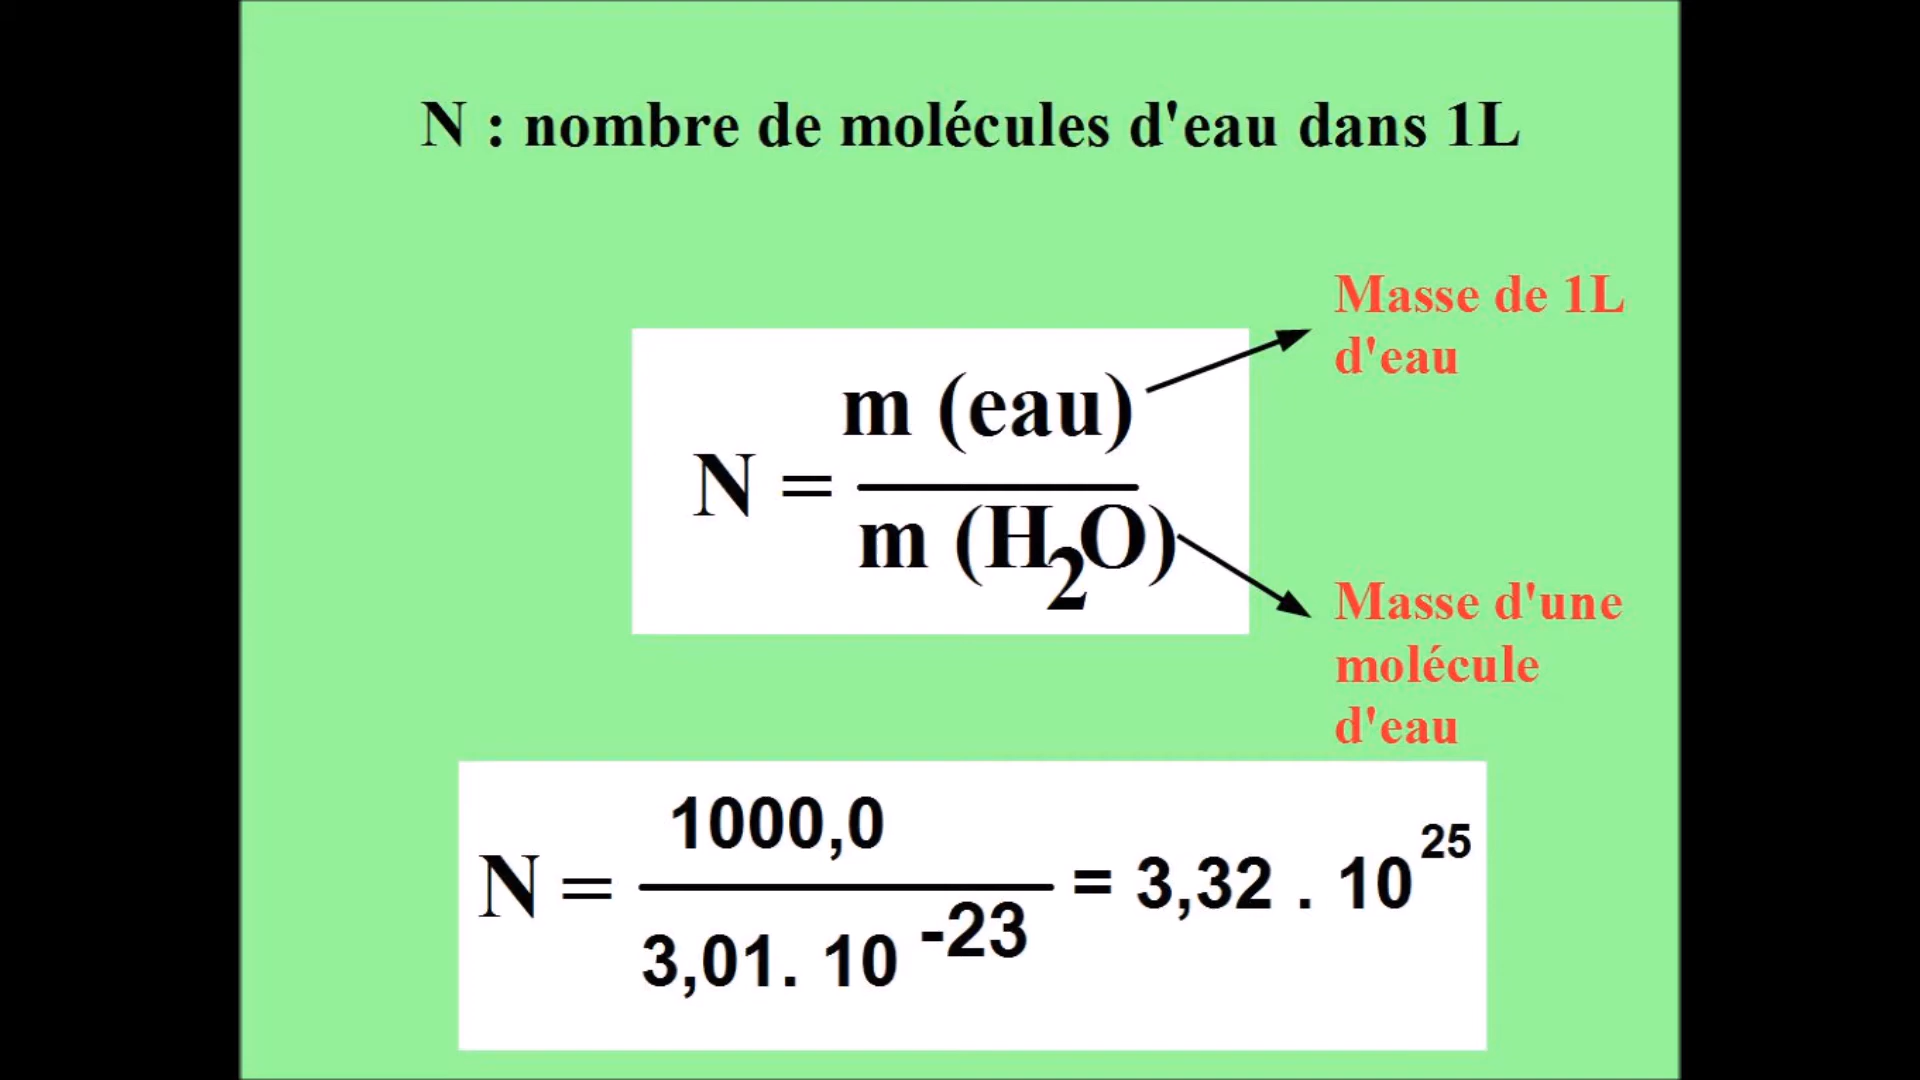 N : nombre de molécules d'eau dans 1L
Masse de 1L
d'eau
m (eau)
N =
m (H2O)
Masse d'une
molécule
d'eau
1000,0
N = = 3,32 . 10 25
3,01. 10 -23